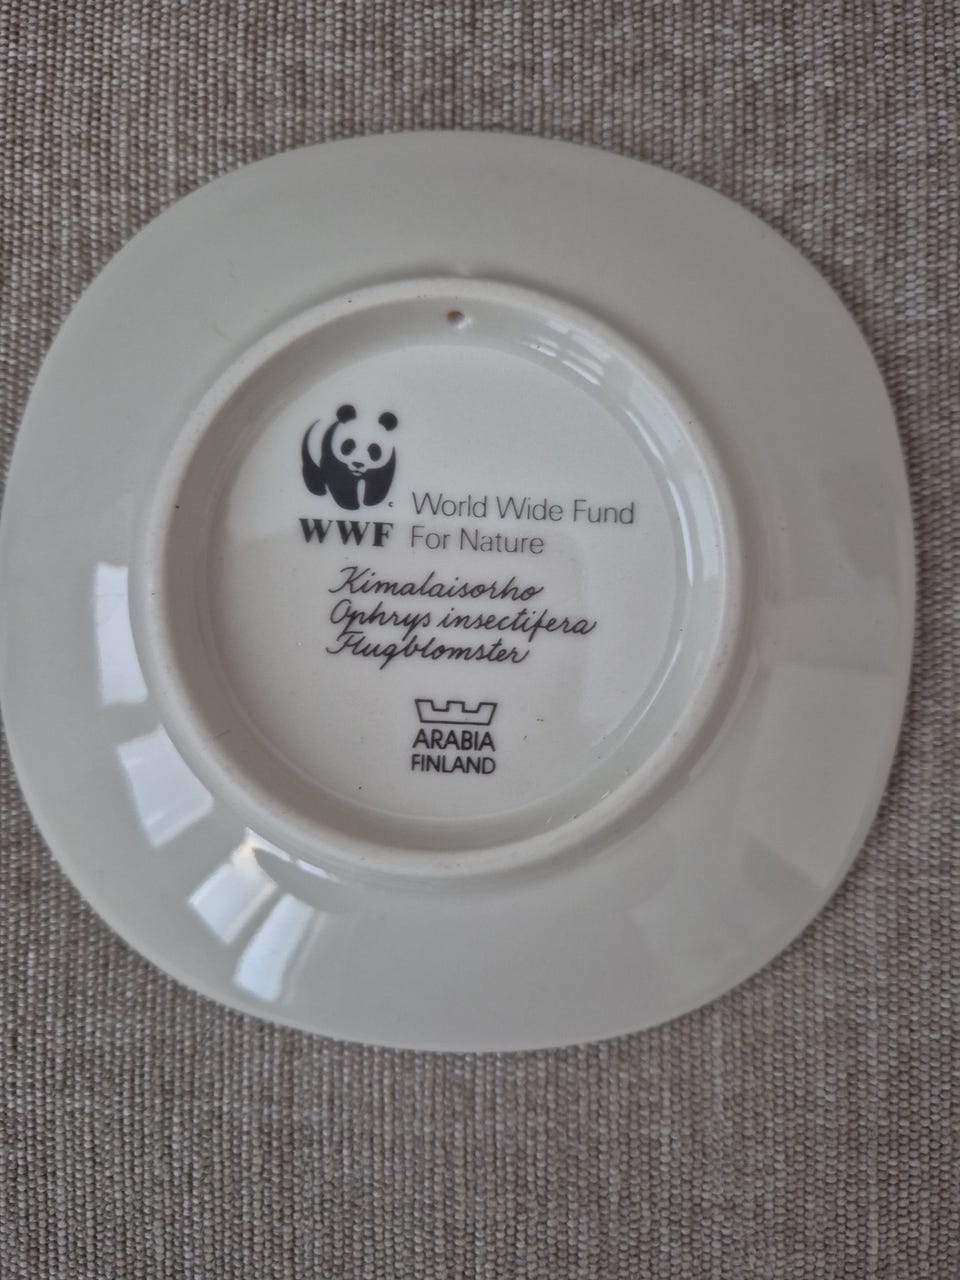 World Wide Fund
WWF For Nature
Kimalaisorho
Ophrys insectifera
Flugblomster
ARABIA
FINLAND